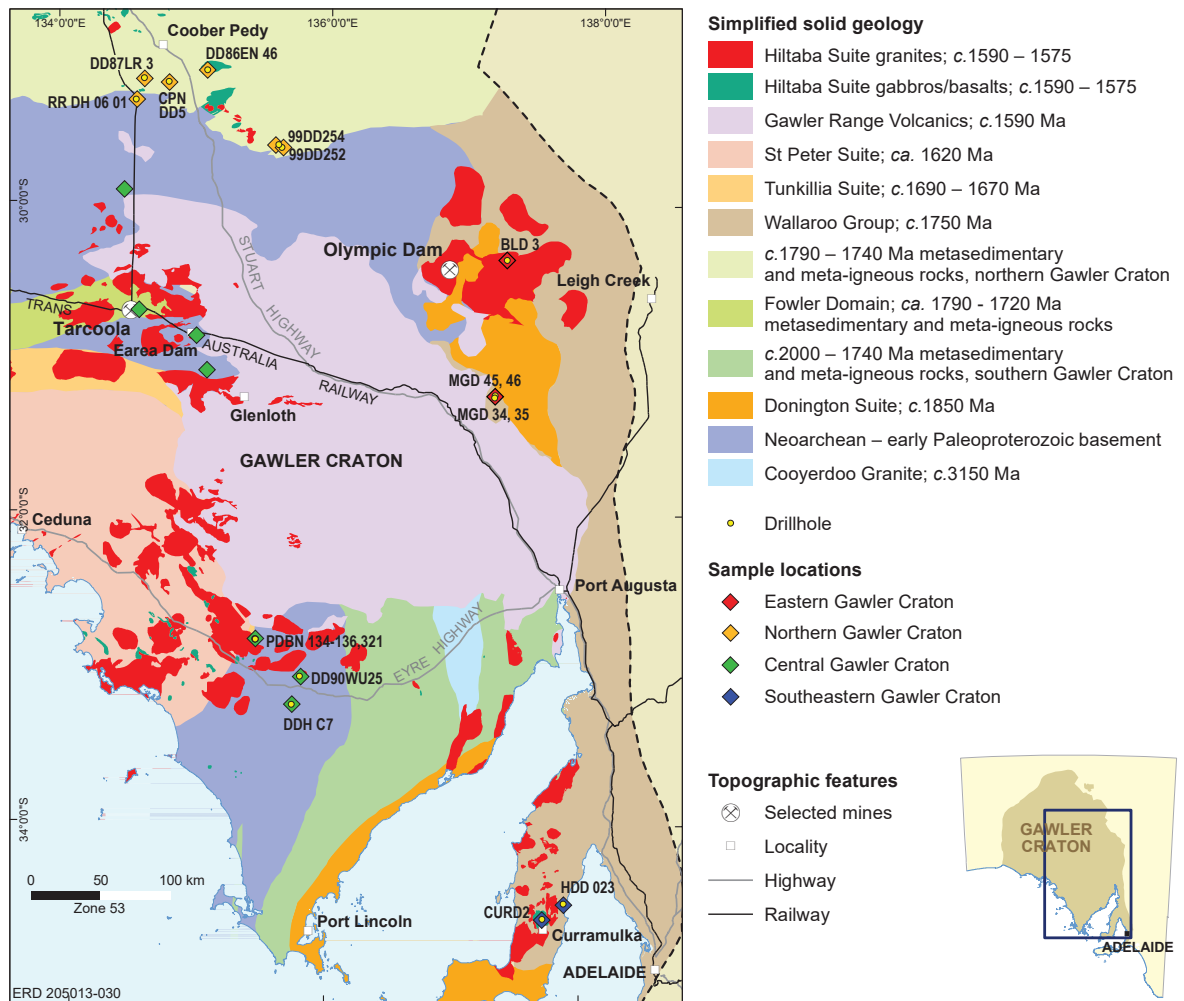 134°0'0"E
136°0'0"E
138°0'0"E
Coober Pedy
DD86EN 46
DD87LR 3
RR DH 06 01
CPN
DD5
99DD254
99DD252
30°0'0"S
STUART
HIGHWAY
Olympic Dam
BLD 3
Leigh Creek
TRANS
Tarcoola
Earea Dam
AUSTRALIA
RAILWAY
MGD 45, 46
MGD 34, 35
Glenloth
GAWLER CRATON
32°0'0"S
Ceduna
Port Augusta
PDBN 134-136,321
EYRE HIGHWAY
DD90WU25
DDH C7
34°0'0"S
0
50
100 km
Zone 53
HDD 023
CURD2
Curramulka
Port Lincoln
ADELAIDE
ERD 205013-030
Simplified solid geology
Hiltaba Suite granites; c.1590 – 1575
Hiltaba Suite gabbros/basalts; c.1590 – 1575
Gawler Range Volcanics; c.1590 Ma
St Peter Suite; ca. 1620 Ma
Tunkillia Suite; c.1690 – 1670 Ma
Wallaroo Group; c.1750 Ma
c.1790 – 1740 Ma metasedimentary
and meta-igneous rocks, northern Gawler Craton
Fowler Domain; ca. 1790 - 1720 Ma
metasedimentary and meta-igneous rocks
c.2000 – 1740 Ma metasedimentary
and meta-igneous rocks, southern Gawler Craton
Donington Suite; c.1850 Ma
Neoarchean – early Paleoproterozoic basement
Cooyerdoo Granite; c.3150 Ma
Drillhole
Sample locations
Eastern Gawler Craton
Northern Gawler Craton
Central Gawler Craton
Southeastern Gawler Craton
Topographic features
Selected mines
Locality
Highway
Railway
GAWLER
CRATON
ADELAIDE